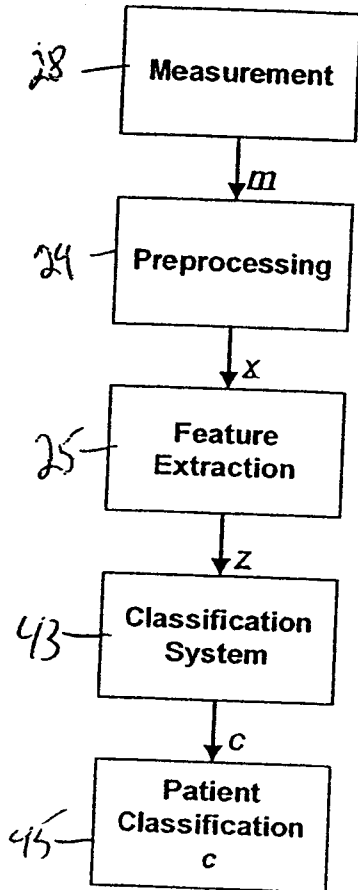 28
Measurement
m
24
Preprocessing
x
25
Feature
Extraction
z
43
Classification
System
c
45
Patient
Classification
c